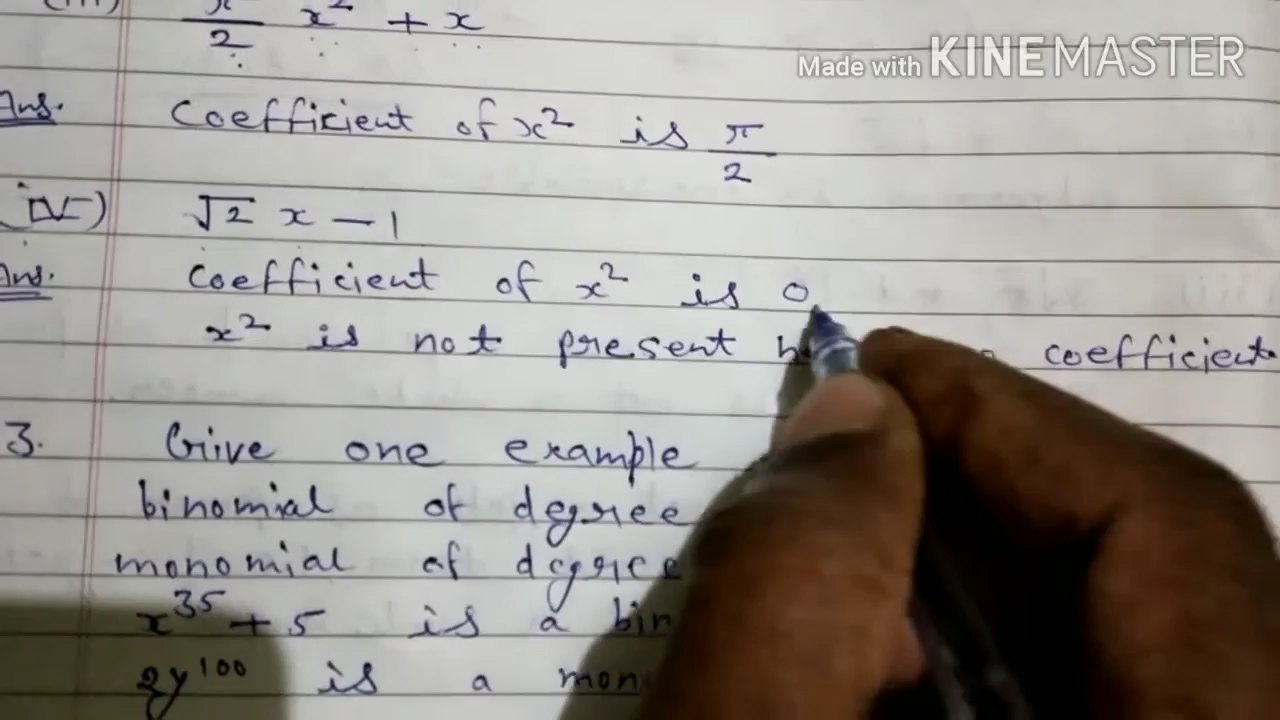 π/2 x² + x
Made with KINEMASTER
Ans. Coefficient of x² is π/2
(iv) √2 x – 1
Ans. Coefficient of x² is 0
x² is not present coefficient
3. Give one example
binomial of degree
monomial of degree
x³⁵ + 5 is a bin
2y¹⁰⁰ is a mon